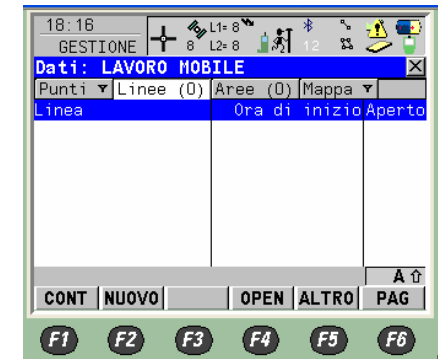 18:16
GESTIONE
8
L1= 8
L2= 8
12
Dati: LAVORO MOBILE
Punti Linee (0) Aree (0) Mappa
Linea Ora di inizio Aperto
A
CONT NUOVO OPEN ALTRO PAG
F1 F2 F3 F4 F5 F6